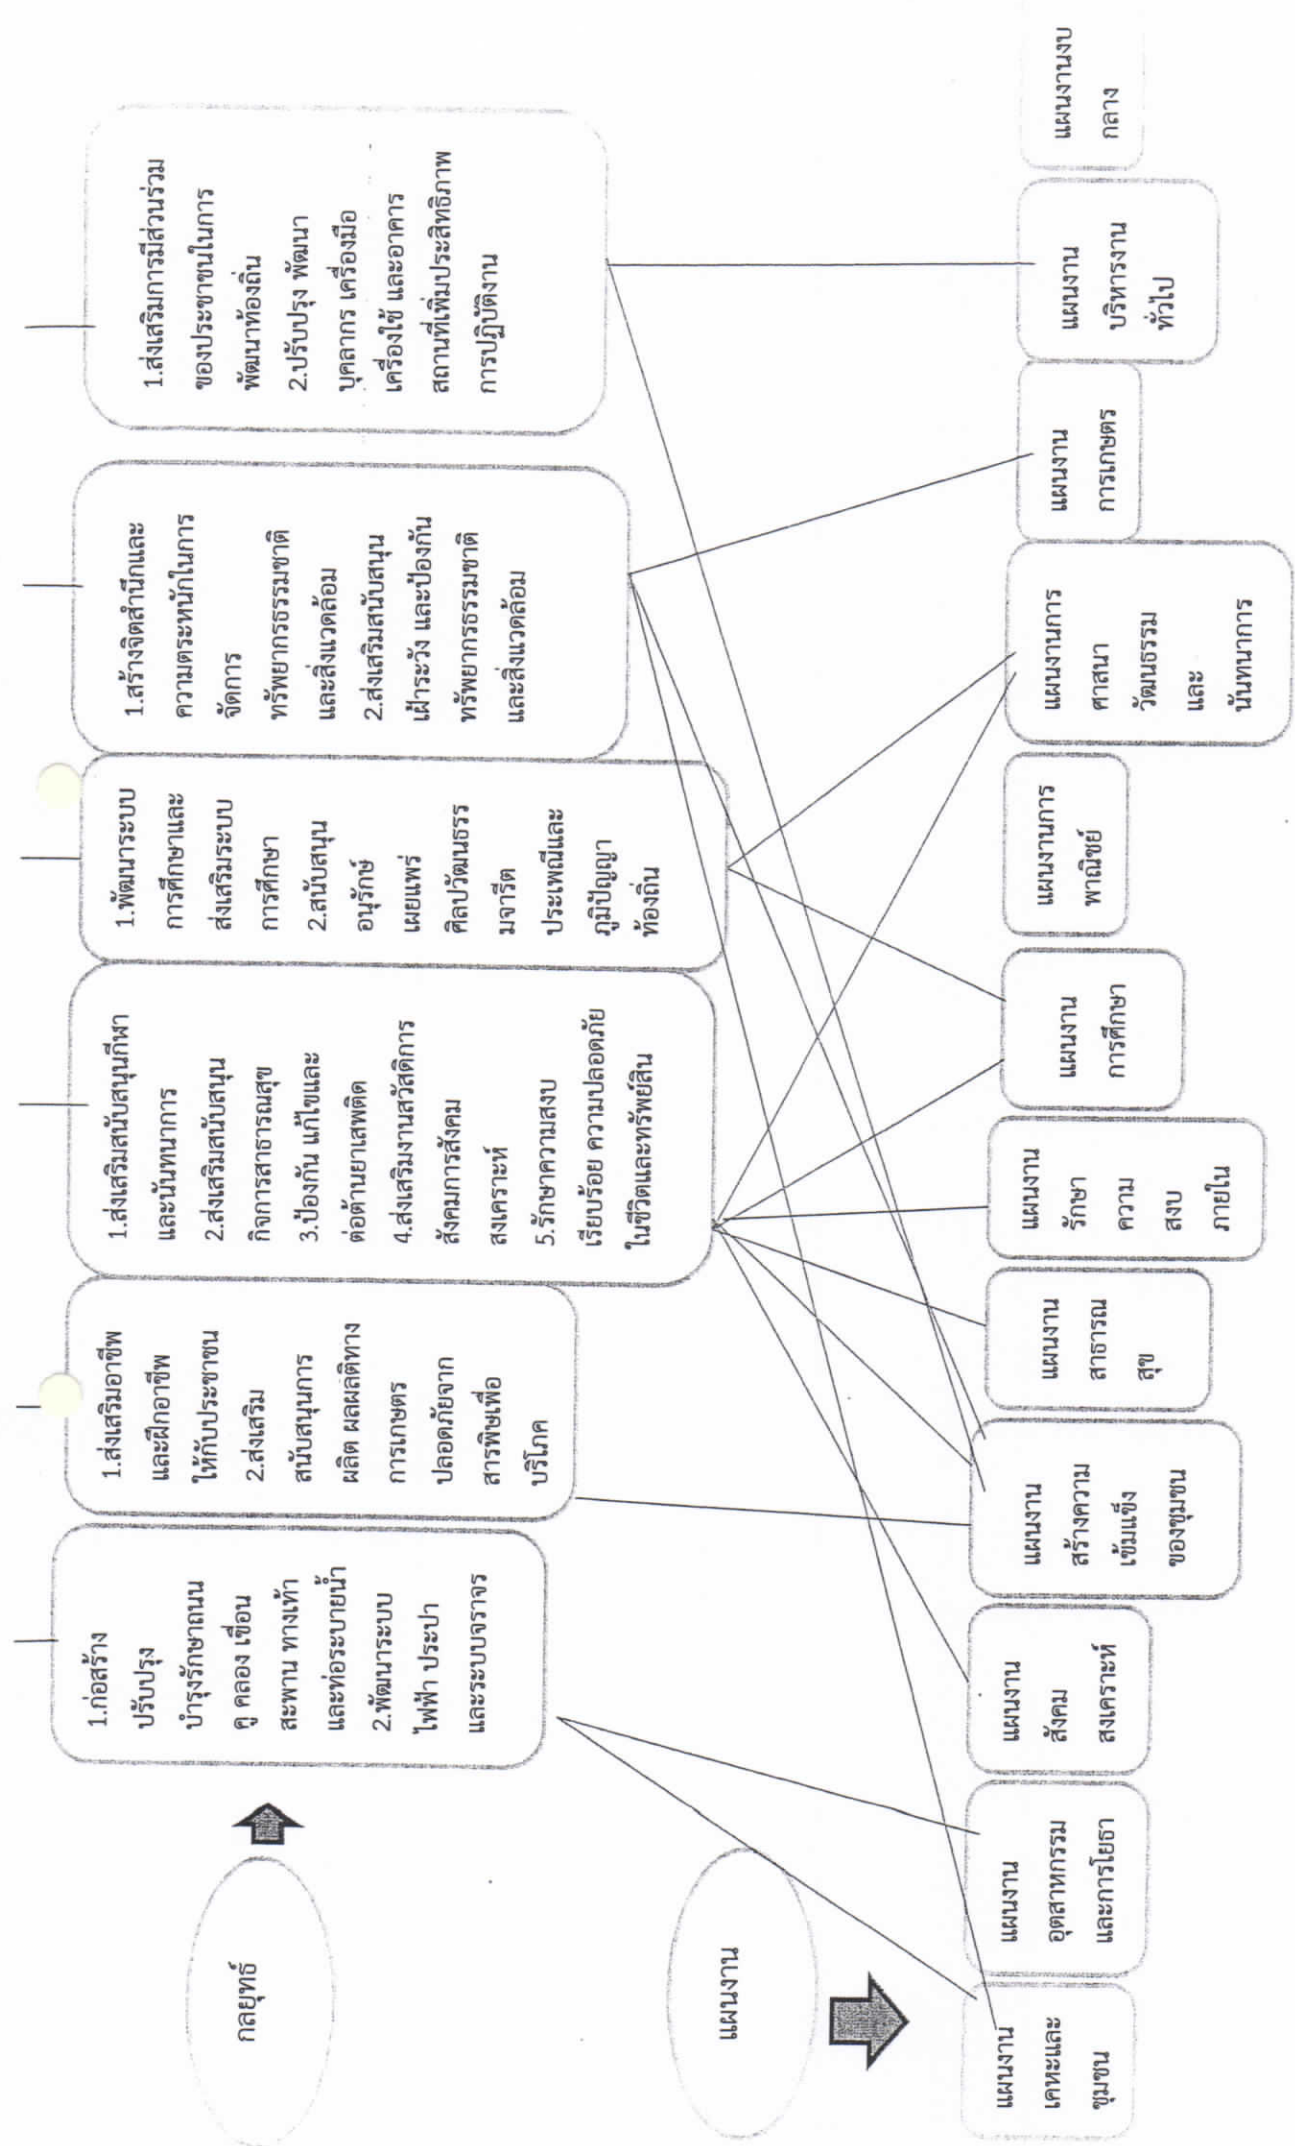 กลยุทธ์
1.ก่อสร้าง
ปรับปรุง
บำรุงรักษาถนน
คู คลอง เขื่อน
สะพาน ทางเท้า
และท่อระบายน้ำ
2.พัฒนาระบบ
ไฟฟ้า ประปา
และระบบจราจร
1.ส่งเสริมอาชีพ
และฝึกอาชีพ
ให้กับประชาชน
2.ส่งเสริม
สนับสนุนการ
ผลิต ผลผลิติทาง
การเกษตร
ปลอดภัยจาก
สารพิษเพื่อ
บริโภค
1.ส่งเสริมสนับสนุนกีฬา
และนันทนาการ
2.ส่งเสริมสนับสนุน
กิจการสาธารณสุข
3.ป้องกัน แก้ไขและ
ต่อต้านยาเสพติด
4.ส่งเสริมงานสวัสดิการ
สังคมการสังคม
สงเคราะห์
5.รักษาความสงบ
เรียบร้อย ความปลอดภัย
ในชีวิตและทรัพย์สิน
1.พัฒนาระบบ
การศึกษาและ
ส่งเสริมระบบ
การศึกษา
2.สนับสนุน
อนุรักษ์
เผยแพร่
ศิลปวัฒนธรร
มจารีต
ประเพณีและ
ภูมิปัญญา
ท้องถิ่น
1.สร้างจิตสำนึกและ
ความตระหนักในการ
จัดการ
ทรัพยากรธรรมชาติ
และสิ่งแวดล้อม
2.ส่งเสริมสนับสนุน
เฝ้าระวัง และป้องกัน
ทรัพยากรธรรมชาติ
และสิ่งแวดล้อม
1.ส่งเสริมการมีส่วนร่วม
ของประชาชนในการ
พัฒนาท้องถิ่น
2.ปรับปรุง พัฒนา
บุคลากร เครื่องมือ
เครื่องใช้ และอาคาร
สถานที่เพิ่มประสิทธิภาพ
การปฏิบัติงาน
แผนงาน
แผนงาน
เคหะและ
ชุมชน
แผนงาน
อุตสาหกรรม
และการโยธา
แผนงาน
สังคม
สงเคราะห์
แผนงาน
สร้างความ
เข้มแข็ง
ของชุมชน
แผนงาน
สาธารณ
สุข
แผนงาน
รักษา
ความ
สงบ
ภายใน
แผนงาน
การศึกษา
แผนงานการ
พาณิชย์
แผนงานการ
ศาสนา
วัฒนธรรม
และ
นันทนาการ
แผนงาน
การเกษตร
แผนงาน
บริหารงาน
ทั่วไป
แผนงานงบ
กลาง